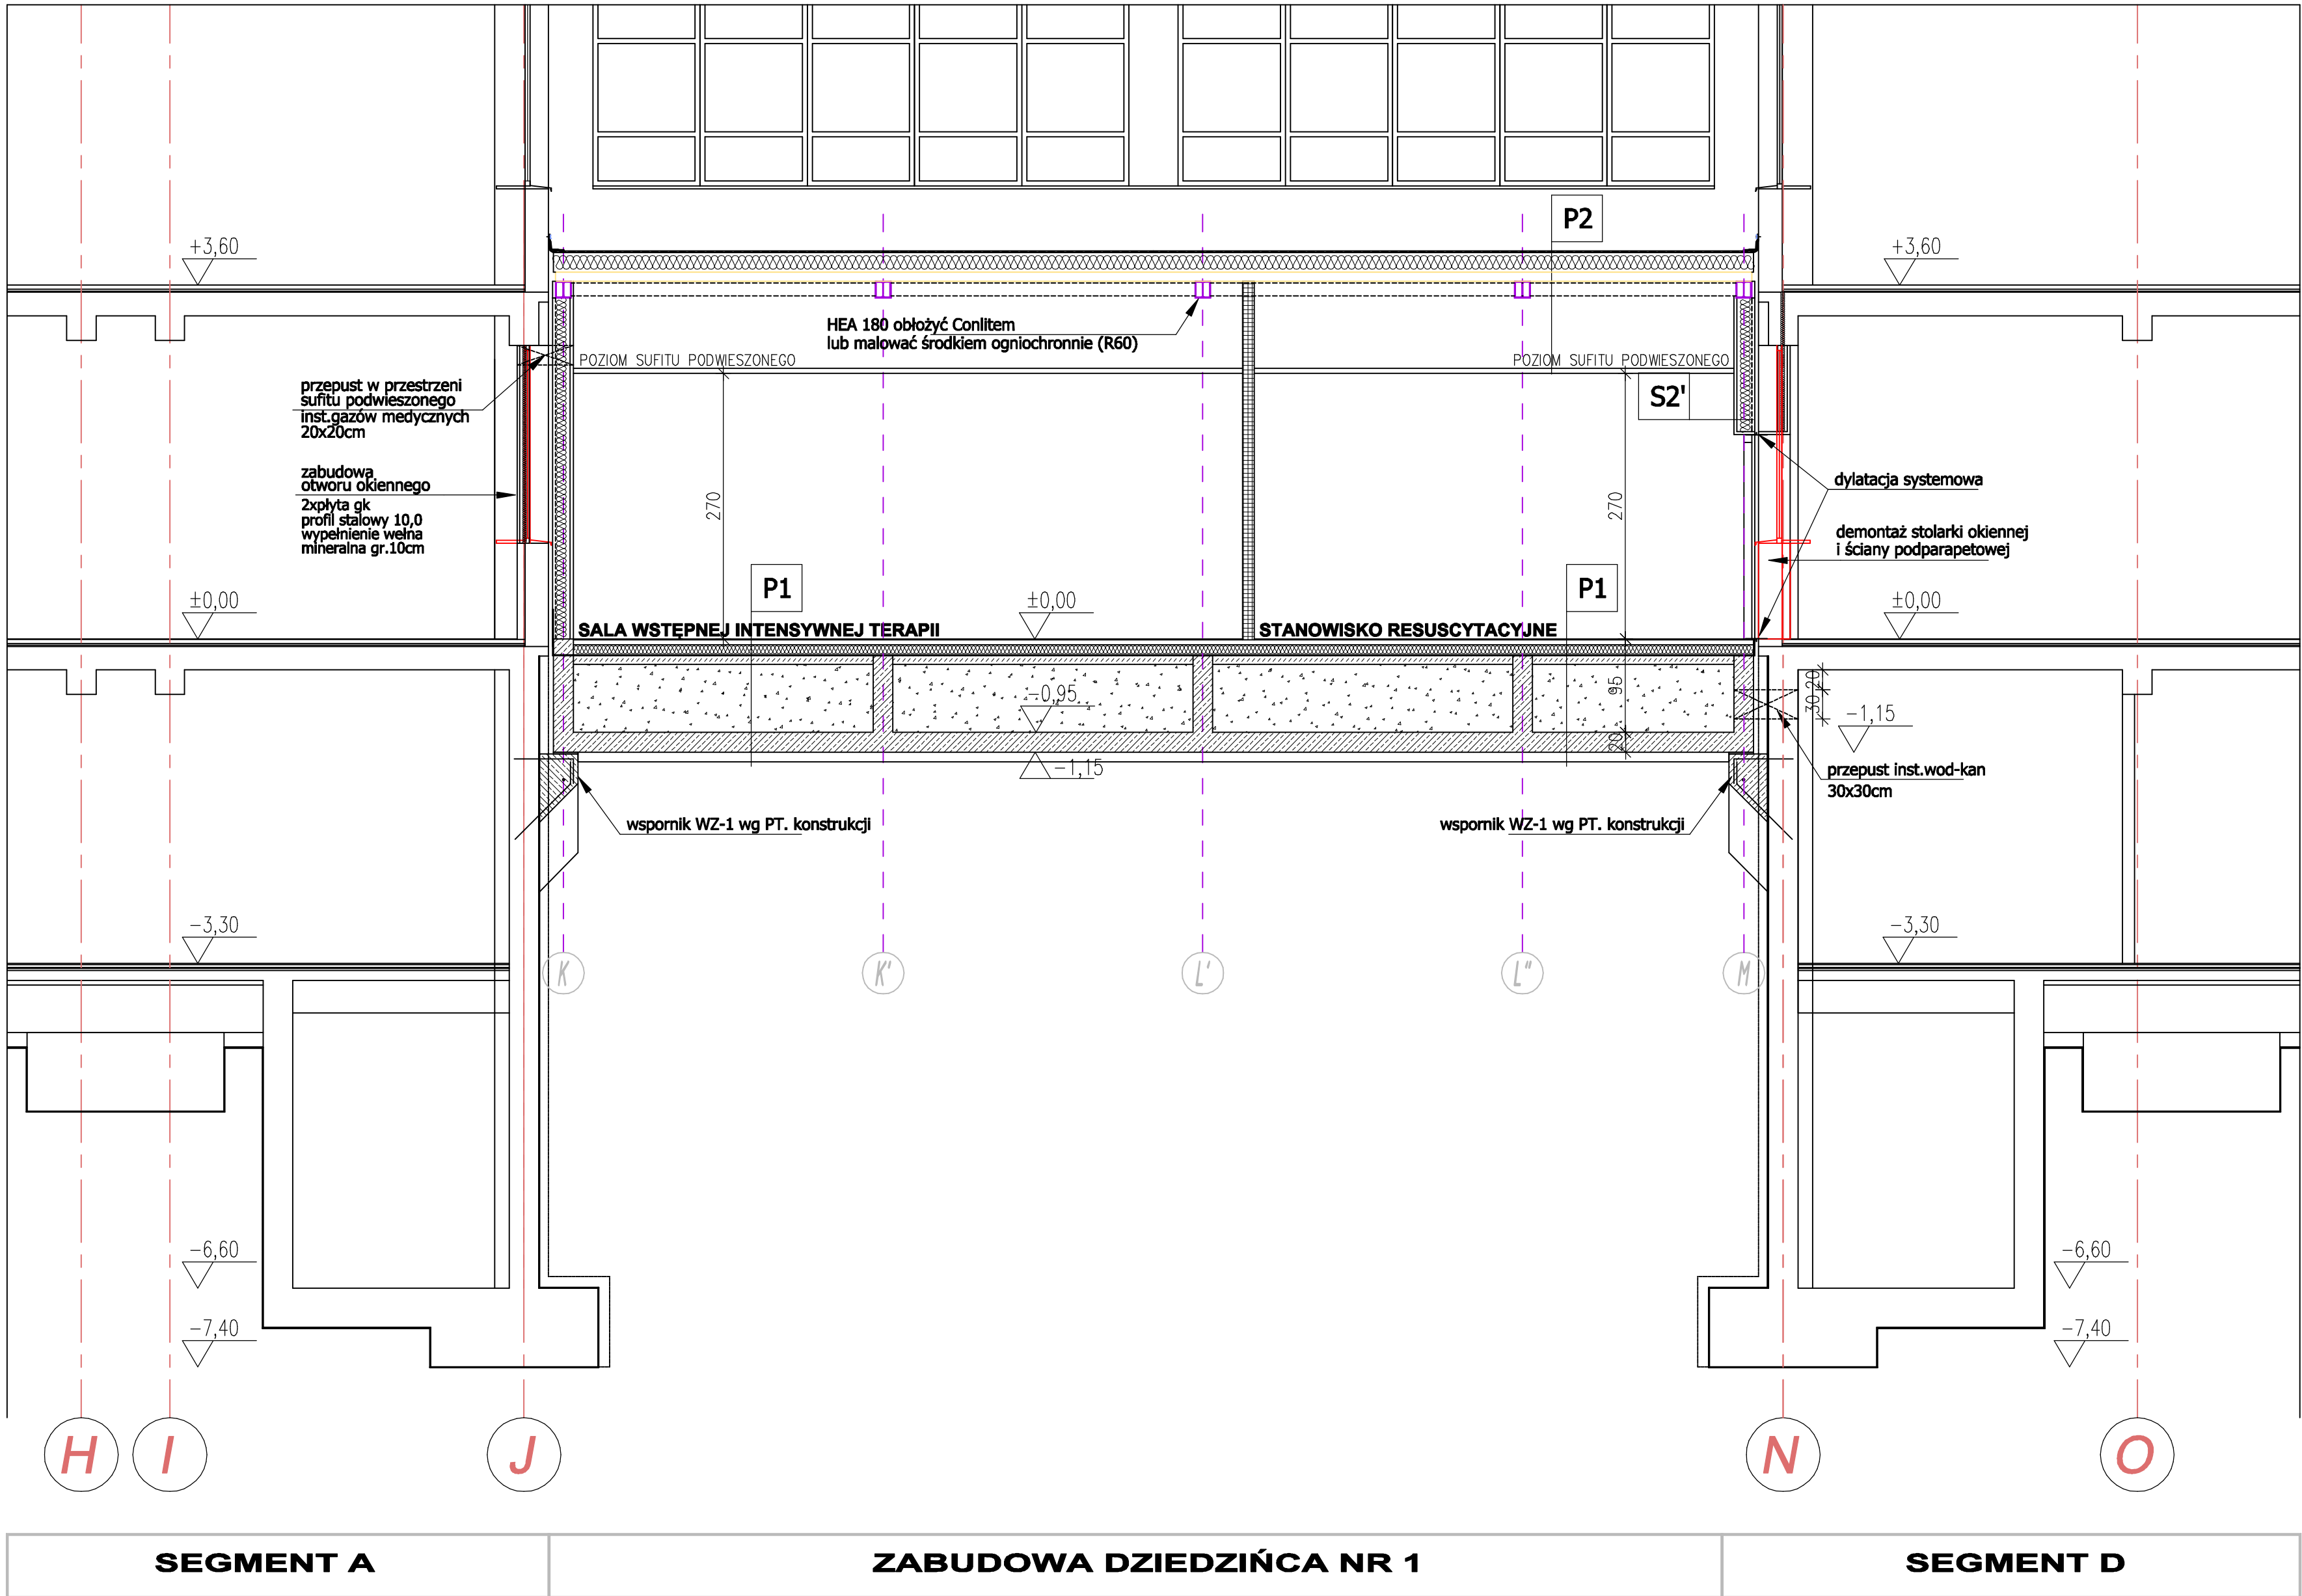 P2
+3,60
+3,60
HEA 180 obłożyć Conlitem
lub malować środkiem ogniochronnie (R60)
POZIOM SUFITU PODWIESZONEGO
POZIOM SUFITU PODWIESZONEGO
przepust w przestrzeni
sufitu podwieszonego
inst.gazów medycznych
20x20cm
S2'
zabudowa
otworu okiennego
2xpłyta gk
profil stalowy 10,0
wypełnienie wełna
mineralna gr.10cm
270
270
dylatacja systemowa
demontaż stolarki okiennej
i ściany podparapetowej
P1
P1
±0,00
±0,00
±0,00
SALA WSTĘPNEJ INTENSYWNEJ TERAPII
STANOWISKO RESUSCYTACYJNE
-0,95
95
20
30
20
-1,15
-1,15
przepust inst.wod-kan
30x30cm
wspornik WZ-1 wg PT. konstrukcji
wspornik WZ-1 wg PT. konstrukcji
-3,30
-3,30
K
K'
L'
L"
M
-6,60
-6,60
-7,40
-7,40
H
I
J
N
O
SEGMENT A
ZABUDOWA DZIEDZIŃCA NR 1
SEGMENT D